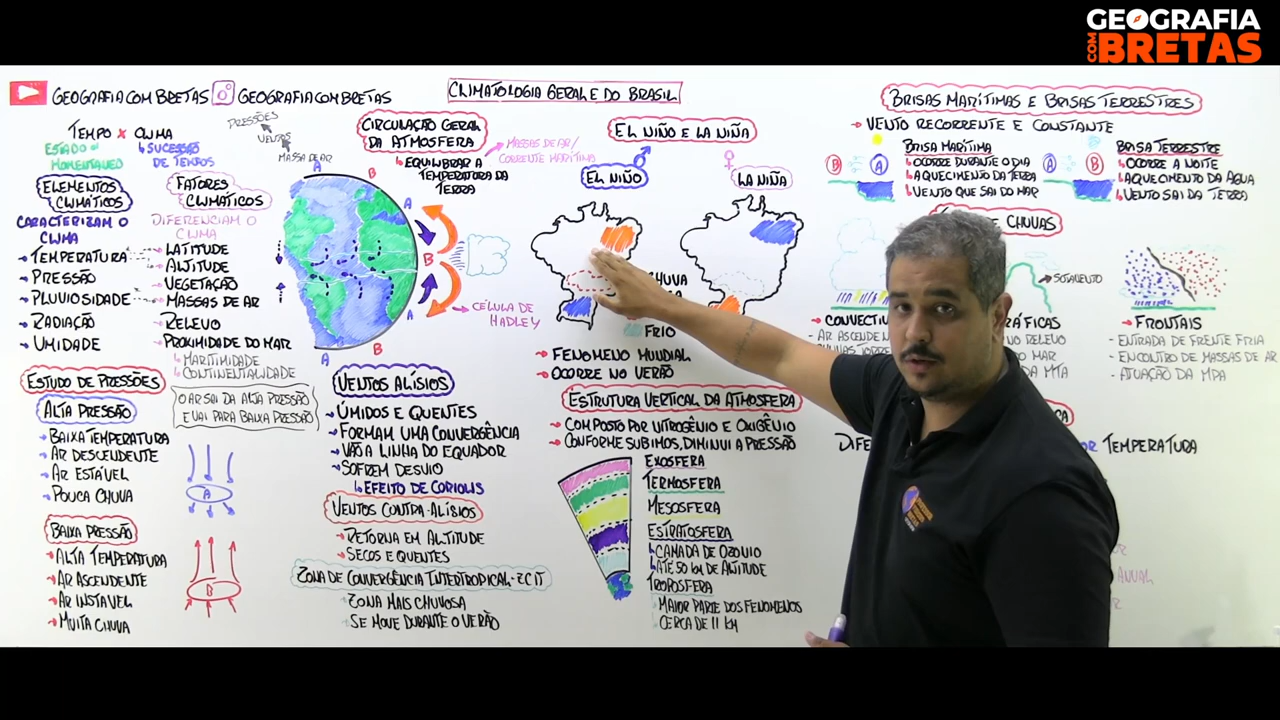 GEOGRAFIA
COM BRETAS
GEOGRAFIACOMBRETAS
GEOGRAFIACOMBRETAS
CLIMATOLOGIA GERAL E DO BRASIL
TEMPO X CLIMA
ESTADO
MOMENTANEO
SUCESSÃO
DE TEMPOS
PRESSÕES
VENTOS
MASSA DE AR
ELEMENTOS
CLIMÁTICOS
CARACTERIZAM O
CLIMA
TEMPERATURA
PRESSÃO
PLUVIOSIDADE
RADIAÇÃO
UMIDADE
FATORES
CLIMÁTICOS
DIFERENCIAM O
CLIMA
LATITUDE
ALTITUDE
VEGETAÇÃO
MASSAS DE AR
RELEVO
PROXIMIDADE DO MAR
MARITIMIDADE
CONTINENTALIDADE
ESTUDO DE PRESSÕES
O AR SAI DA ALTA PRESSÃO
E VAI PARA BAIXA PRESSÃO
ALTA PRESSÃO
BAIXA TEMPERATURA
AR DESCENDENTE
AR ESTÁVEL
POUCA CHUVA
A
BAIXA PRESSÃO
ALTA TEMPERATURA
AR ASCENDENTE
AR INSTAVEL
MUITA CHUVA
B
CIRCULAÇÃO GERAL
DA ATMOSFERA
EQUILIBRAR A
TEMPERATURA DA
TERRA
A
B
A
B
A
B
A
CÉLULA DE
HADLEY
VENTOS ALÍSIOS
ÚMIDOS E QUENTES
FORMAM UMA CONVERGÊNCIA
VÃO A LINHA DO EQUADOR
SOFREM DESVIO
EFEITO DE CORIOLIS
VENTOS CONTRA-ALÍSIOS
RETORNA EM ALTITUDE
SECOS E QUENTES
ZONA DE CONVERGÊNCIA INTERTROPICAL-ZCIT
ZONA MAIS CHUVOSA
SE MOVE DURANTE O VERÃO
EL NIÑO E LA NIÑA
MASSAS DE AR/
CORRENTE MARÍTIMA
EL NIÑO
LA NIÑA
CHUVA
FRIO
FENOMENO MUNDIAL
OCORRE NO VERÃO
ESTRUTURA VERTICAL DA ATMOSFERA
COMPOSTO POR NITROGÊNIO E OXIGÊNIO
CONFORME SUBIMOS, DIMINUI A PRESSÃO
EXOSFERA
TERMOSFERA
MESOSFERA
ESTRATOSFERA
CAMADA DE OZONIO
ATÉ 50 KM DE ALTITUDE
TROPOSFERA
MAIOR PARTE DOS FENOMENOS
CERCA DE 11 KM
BRISAS MARÍTIMAS E BRISAS TERRESTRES
VENTO RECORRENTE E CONSTANTE
B A
BRISA MARÍTIMA
OCORRE DURANTE O DIA
AQUECIMENTO DA TERRA
VENTO QUE SAI DO MAR
A B
BRISA TERRESTRE
OCORRE A NOITE
AQUECIMENTO DA ÁGUA
VENTO SAI DA TERRA
CHUVAS
SOTAVENTO
FRONTAIS
- ENTRADA DE FRENTE FRIA
- ENCONTRO DE MASSAS DE AR
- ATUAÇÃO DA MPA
TEMPERATURA